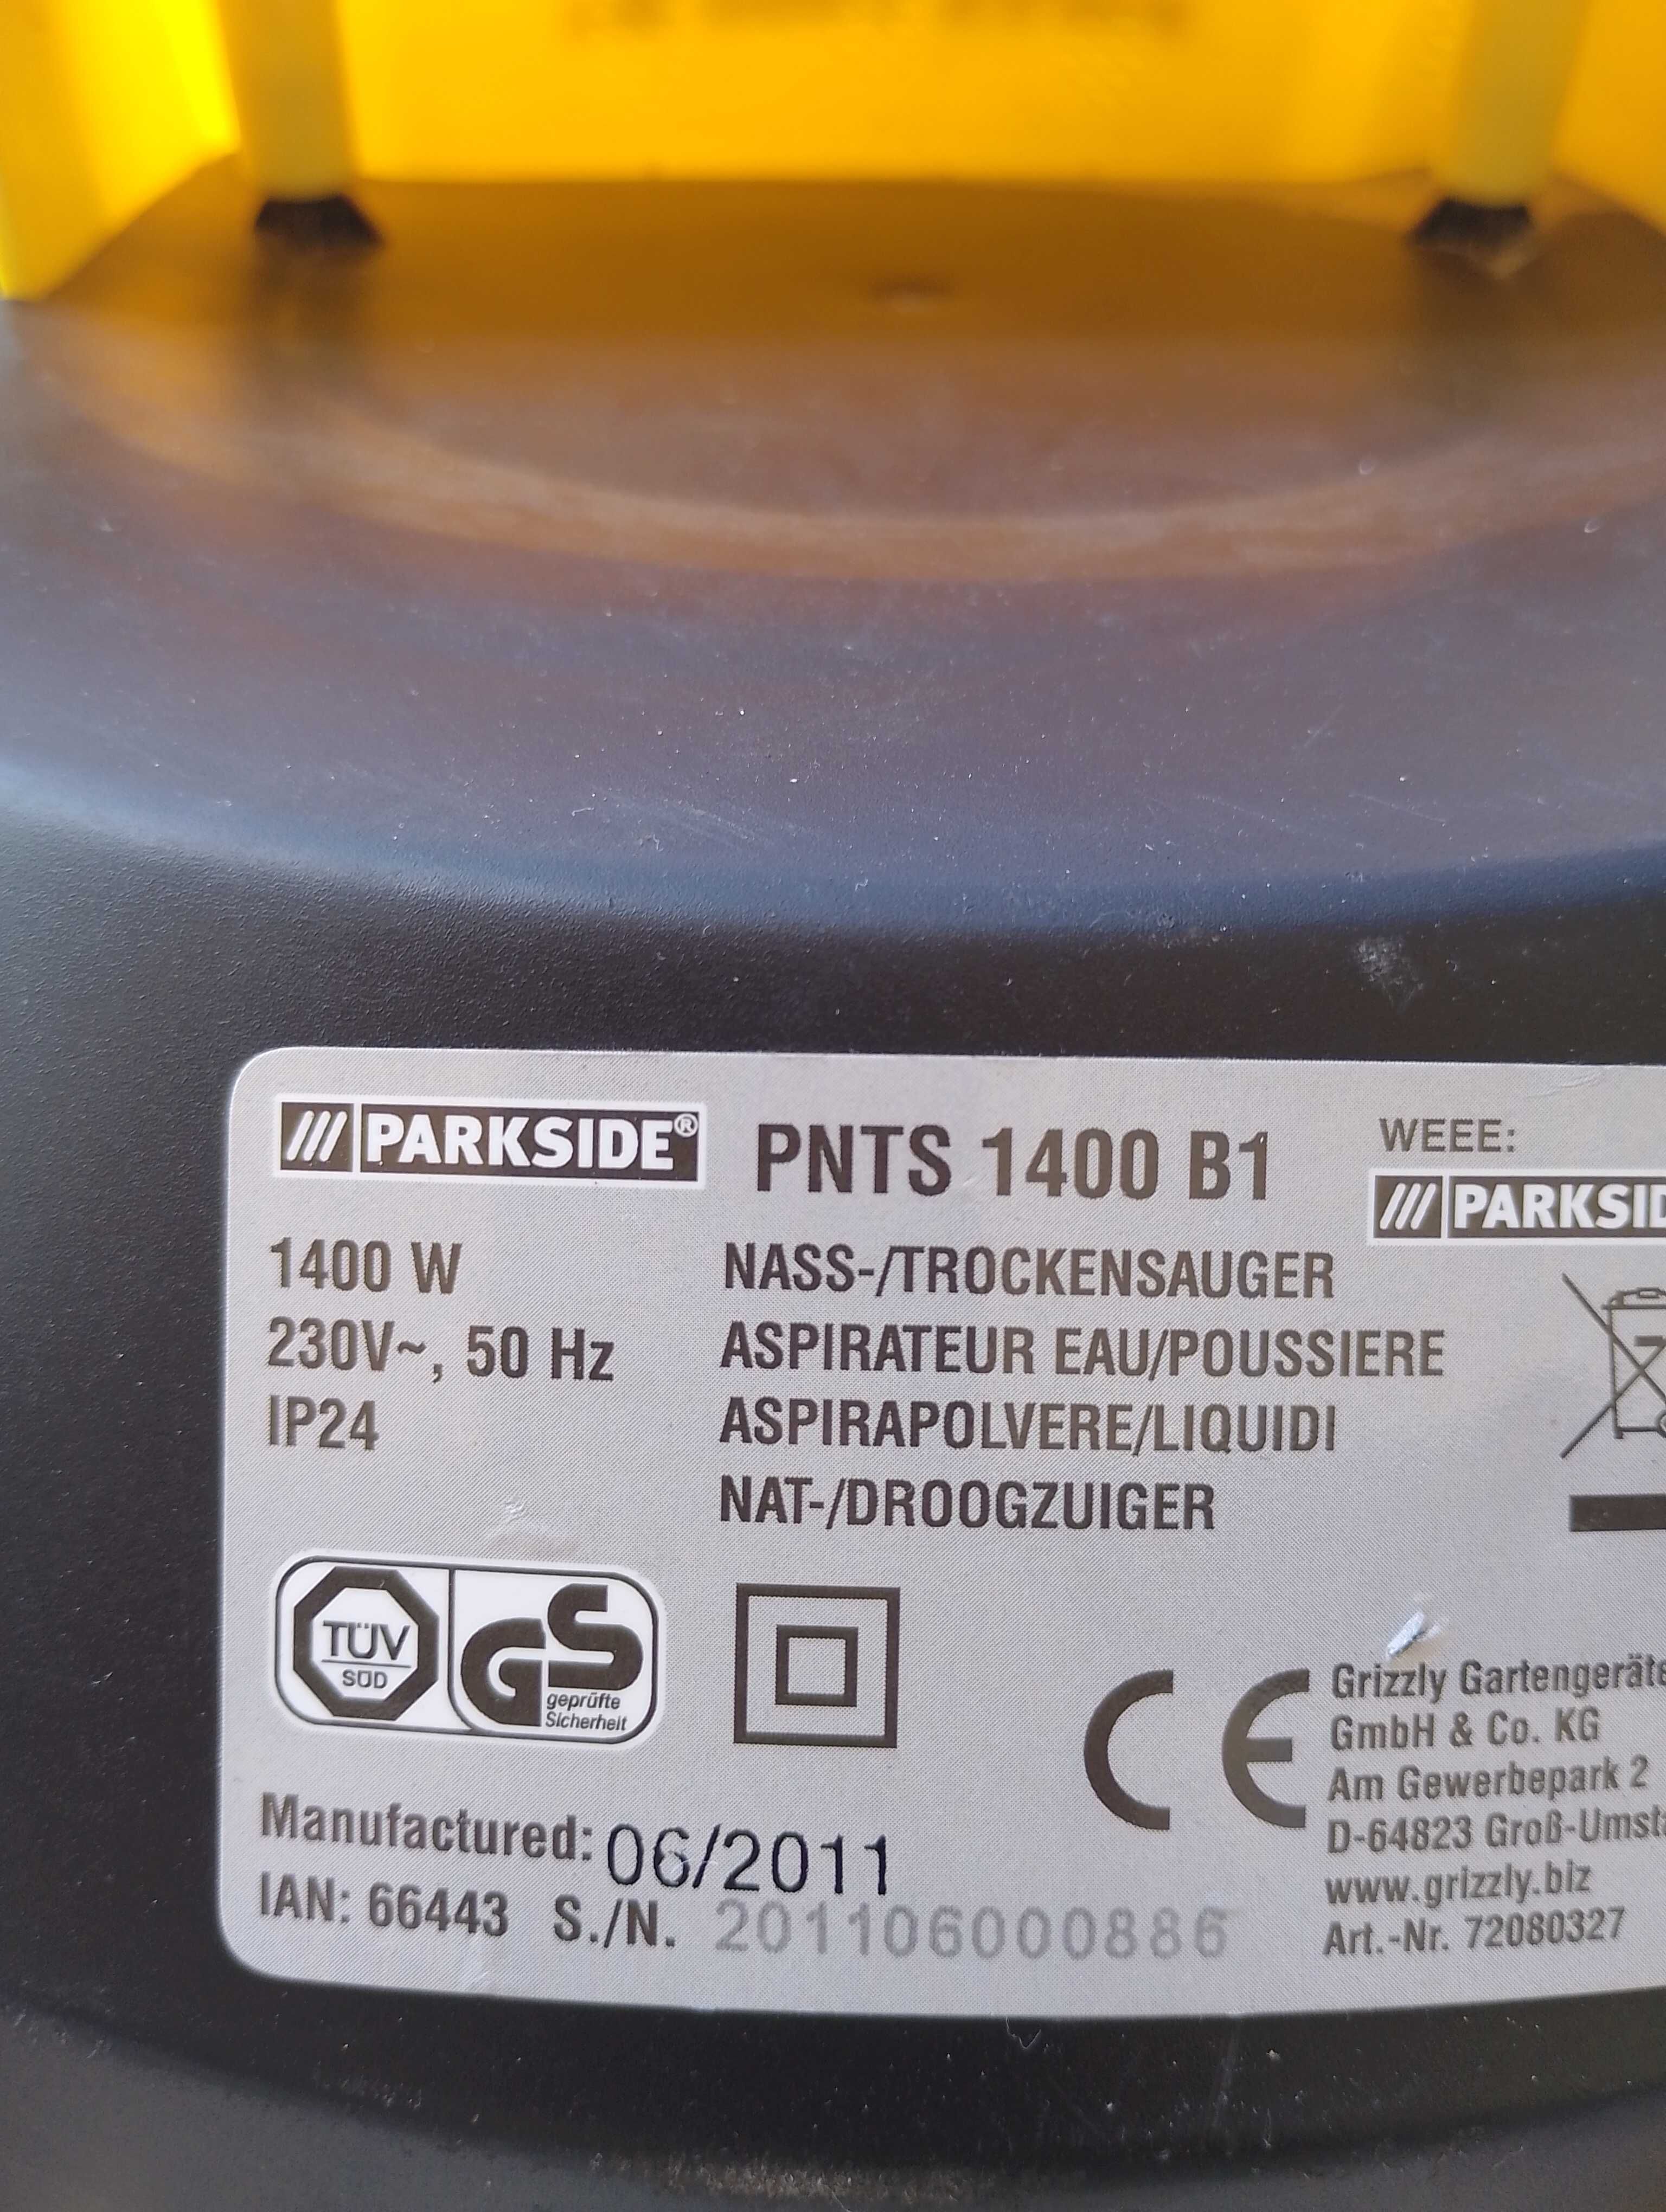 PARKSIDE®
PNTS 1400 B1
1400 W
230V~, 50 Hz
IP24
NASS-/TROCKENSAUGER
ASPIRATEUR EAU/POUSSIERE
ASPIRAPOLVERE/LIQUIDI
NAT-/DROOGZUIGER
WEEE:
PARKSID
TÜV
SÜD
GS
geprüfte
Sicherheit
CE
Grizzly Gartengeräte
GmbH & Co. KG
Am Gewerbepark 2
D-64823 Groß-Umsta
www.grizzly.biz
Art.-Nr. 72080327
Manufactured: 06/2011
IAN: 66443 S./N. 201106000886